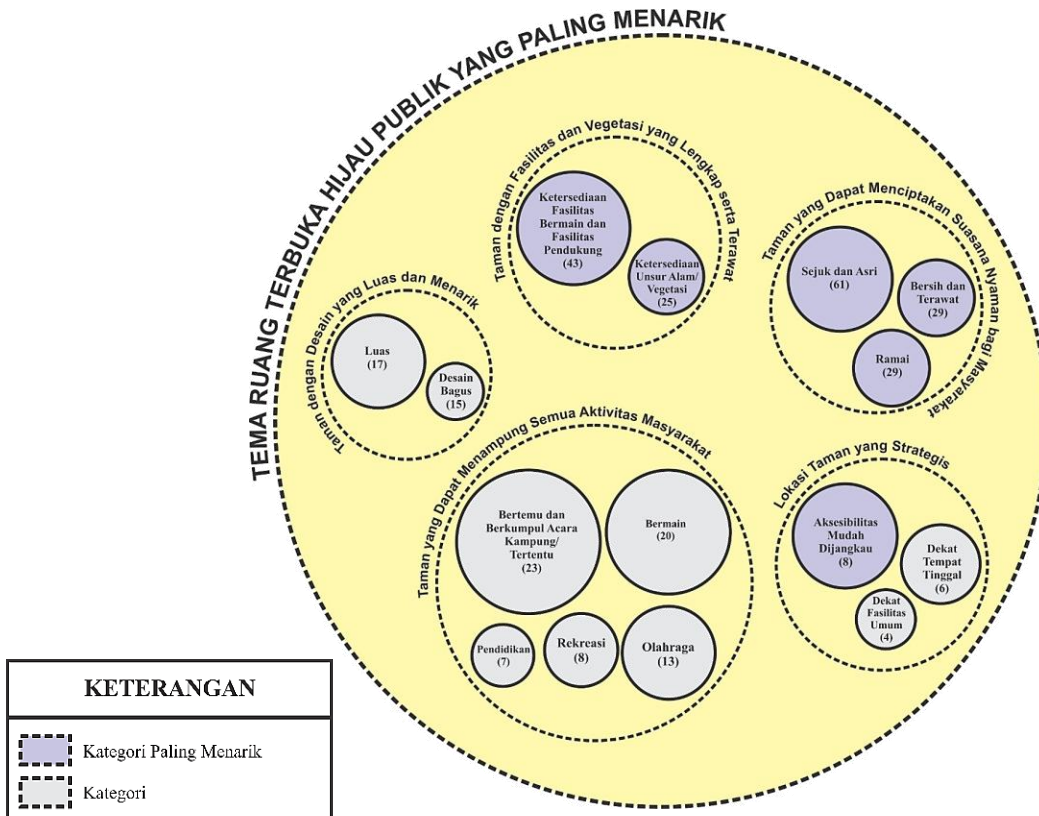 TEMA RUANG TERBUKA HIJAU PUBLIK YANG PALING MENARIK
Taman dengan Fasilitas dan Vegetasi yang Lengkap serta Terawat
Ketersediaan
Fasilitas
Bermain dan
Fasilitas
Pendukung
(43)
Ketersediaan
Unsur Alam/
Vegetasi
(25)
Taman yang Dapat Menciptakan Suasana Nyaman bagi Masyarakat
Sejuk dan Asri
(61)
Bersih dan
Terawat
(29)
Ramai
(29)
Taman dengan Desain yang Luas dan Menarik
Luas
(17)
Desain
Bagus
(15)
Taman yang Dapat Menampung Semua Aktivitas Masyarakat
Bertemu dan
Berkumpul Acara
Kampung/
Tertentu
(23)
Bermain
(20)
Pendidikan
(7)
Rekreasi
(8)
Olahraga
(13)
Lokasi Taman yang Strategis
Aksesibilitas
Mudah
Dijangkau
(8)
Dekat
Tempat
Tinggal
(6)
Dekat
Fasilitas
Umum
(4)
KETERANGAN
Kategori Paling Menarik
Kategori